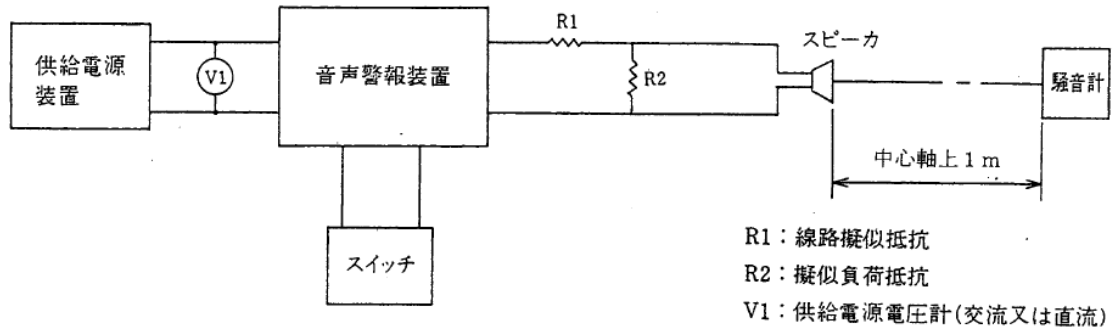 供給電源
装置
V1
音声警報装置
R1
R2
スピーカ
騒音計
中心軸上1m
スイッチ
R1:線路擬似抵抗
R2:擬似負荷抵抗
V1:供給電源電圧計(交流又は直流)